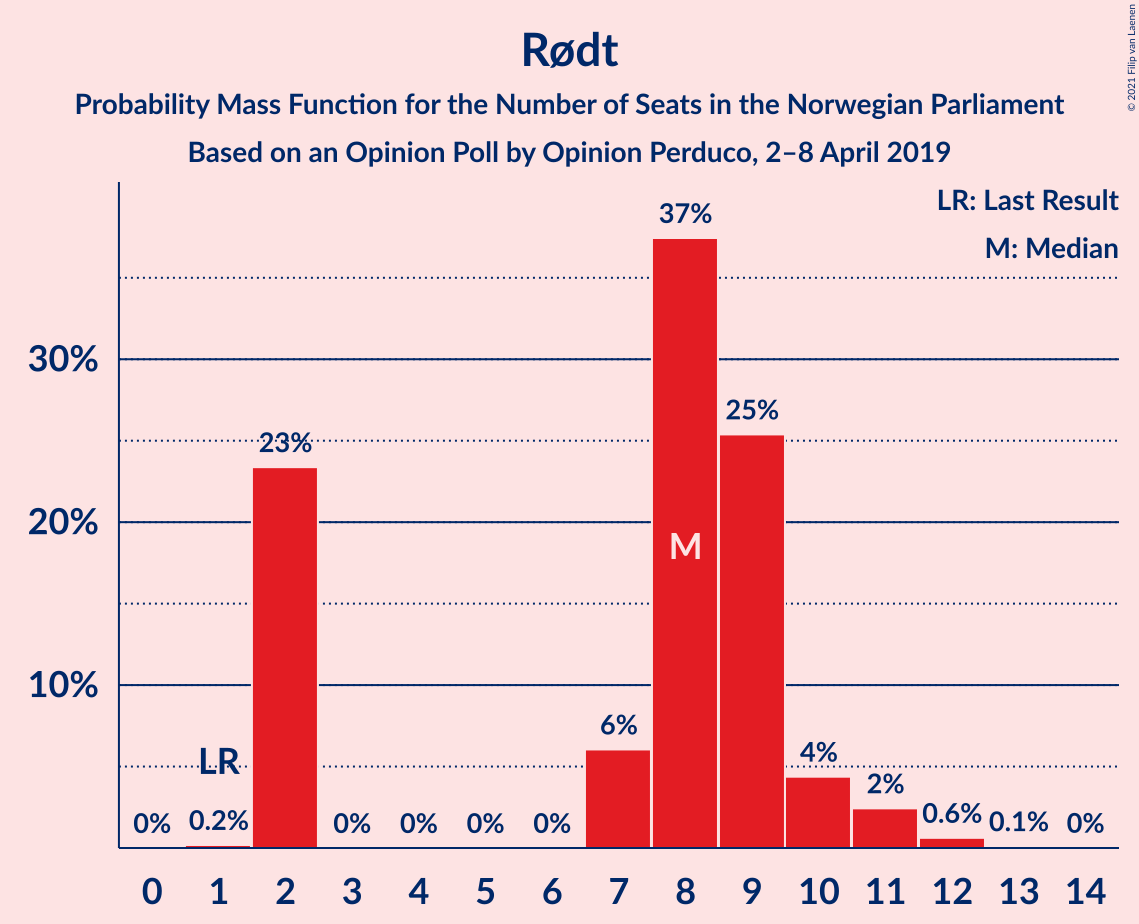 Rødt
Probability Mass Function for the Number of Seats in the Norwegian Parliament
Based on an Opinion Poll by Opinion Perduco, 2–8 April 2019
© 2021 Filip van Laenen
LR: Last Result
M: Median
37%
30%
25%
23%
20%
M
10%
6%
LR
4%
2%
0% 0.2% 0% 0% 0% 0% 0.6% 0.1% 0%
0 1 2 3 4 5 6 7 8 9 10 11 12 13 14